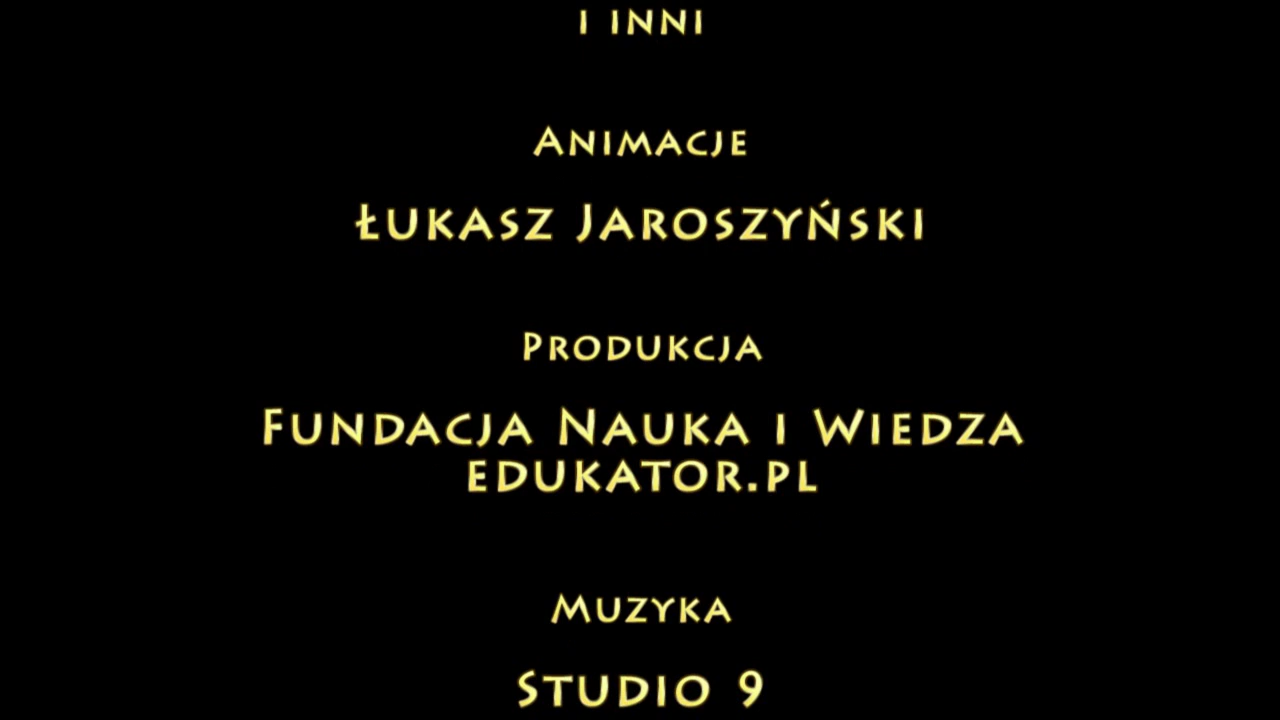 I INNI
ANIMACJE
ŁUKASZ JAROSZYŃSKI
PRODUKCJA
FUNDACJA NAUKA I WIEDZA
EDUKATOR.PL
MUZYKA
STUDIO 9